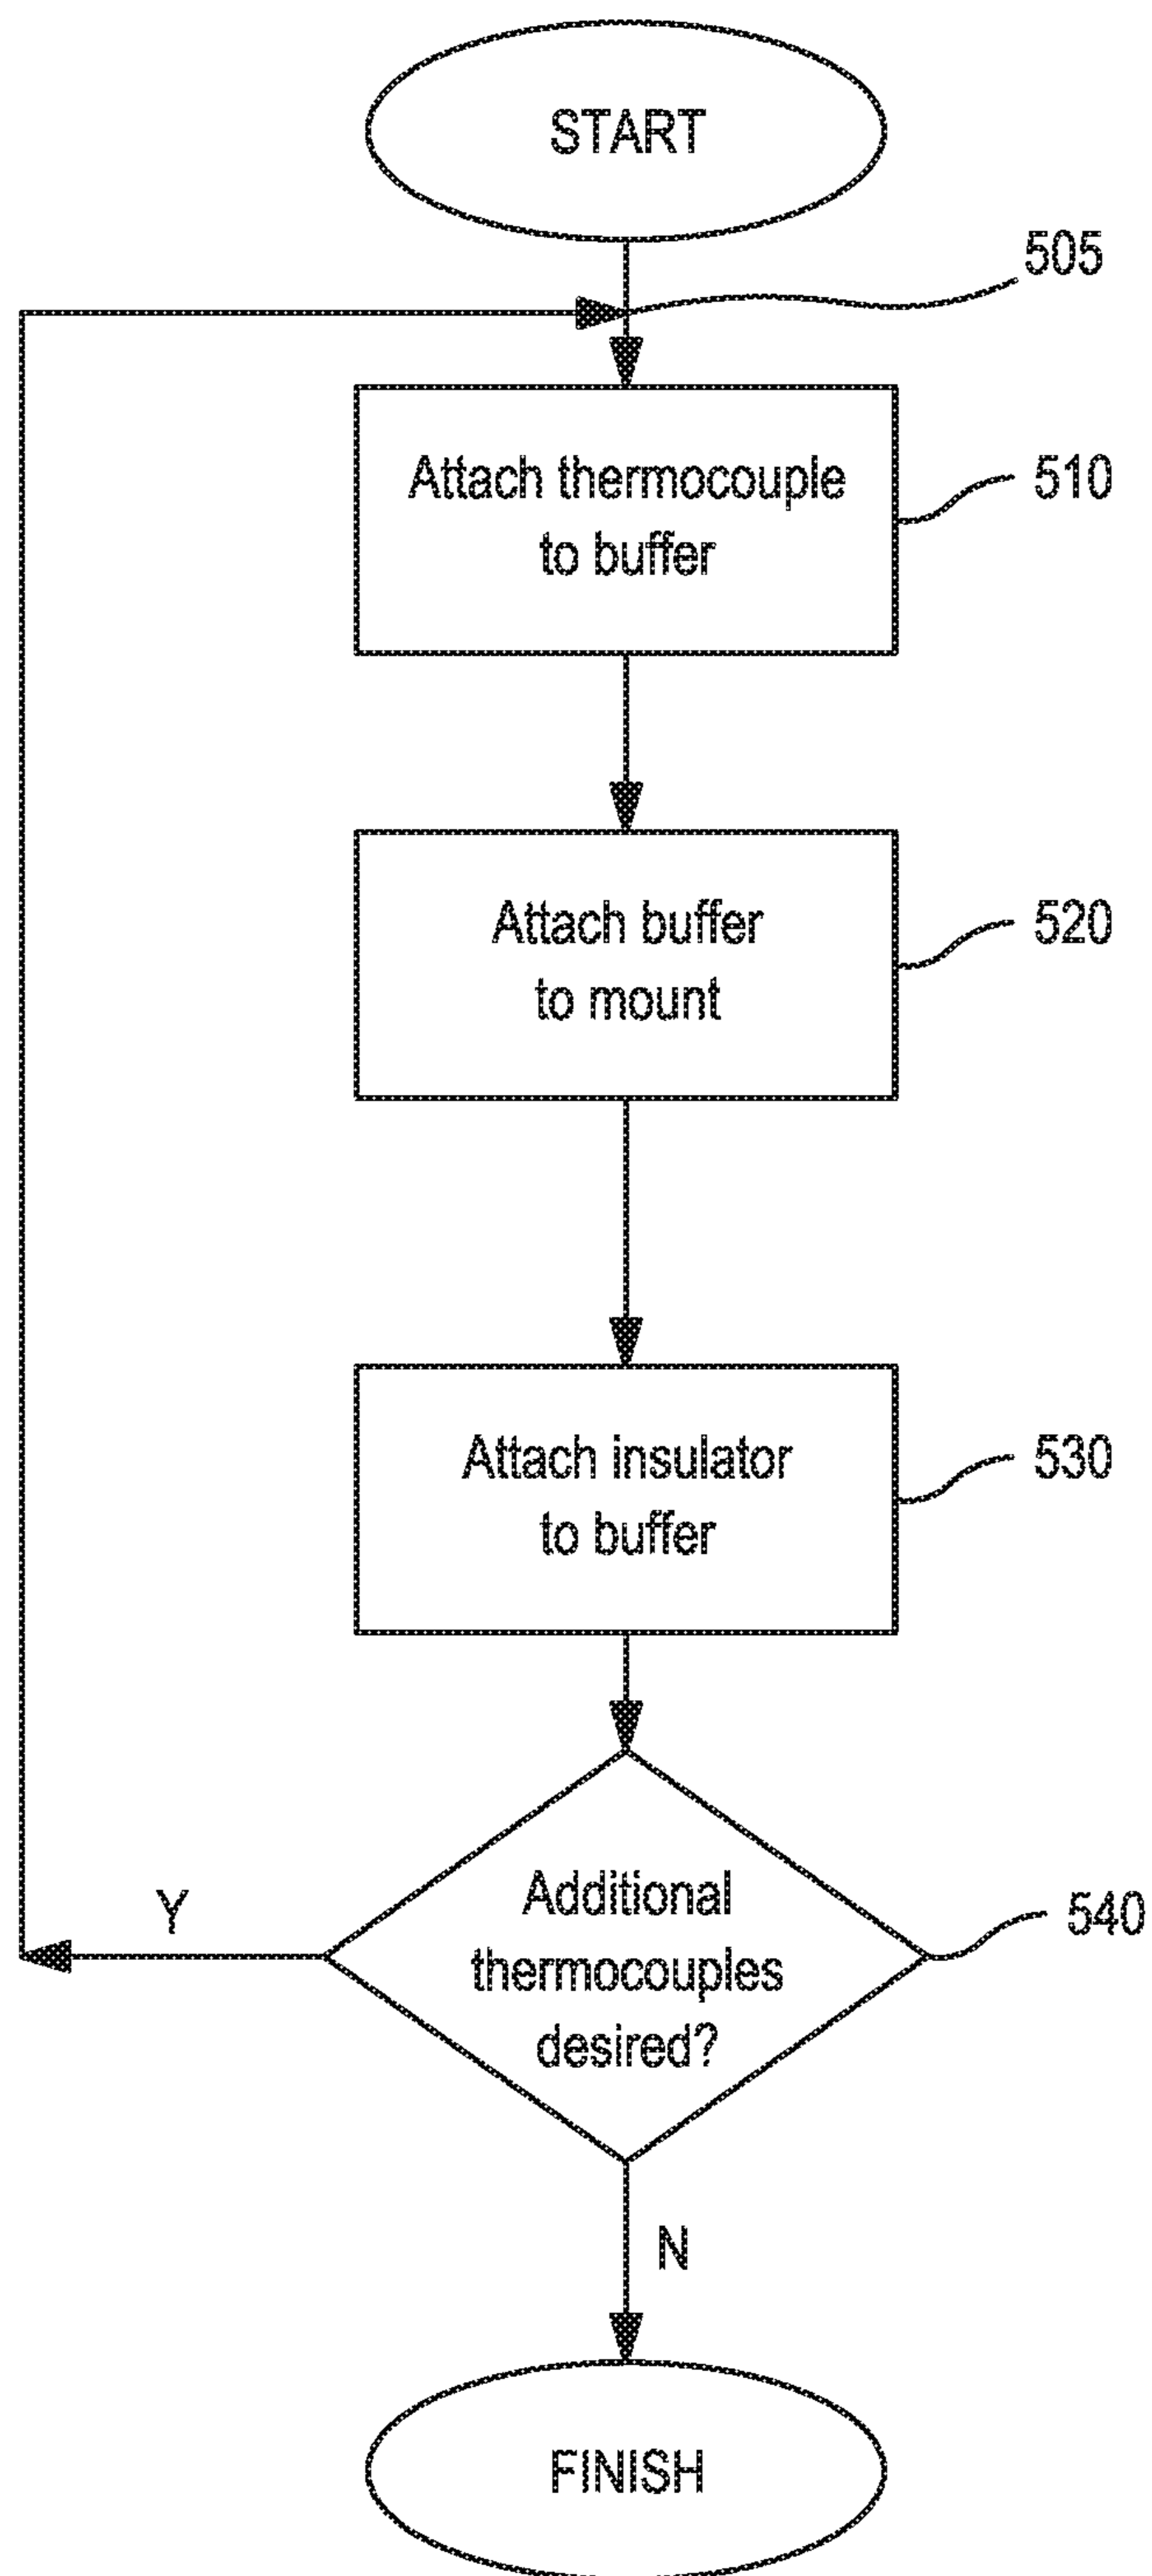 START
505
Attach thermocouple
to buffer
510
Attach buffer
to mount
520
Attach insulator
to buffer
530
Additional
thermocouples
desired?
540
Y
N
FINISH